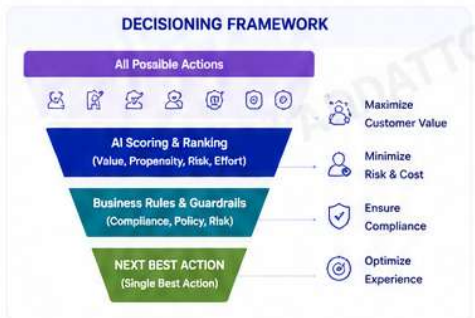 DECISIONING FRAMEWORK
All Possible Actions
AI Scoring & Ranking
(Value, Propensity, Risk, Effort)
Business Rules & Guardrails
(Compliance, Policy, Risk)
NEXT BEST ACTION
(Single Best Action)
Maximize
Customer Value
Minimize
Risk & Cost
Ensure
Compliance
Optimize
Experience